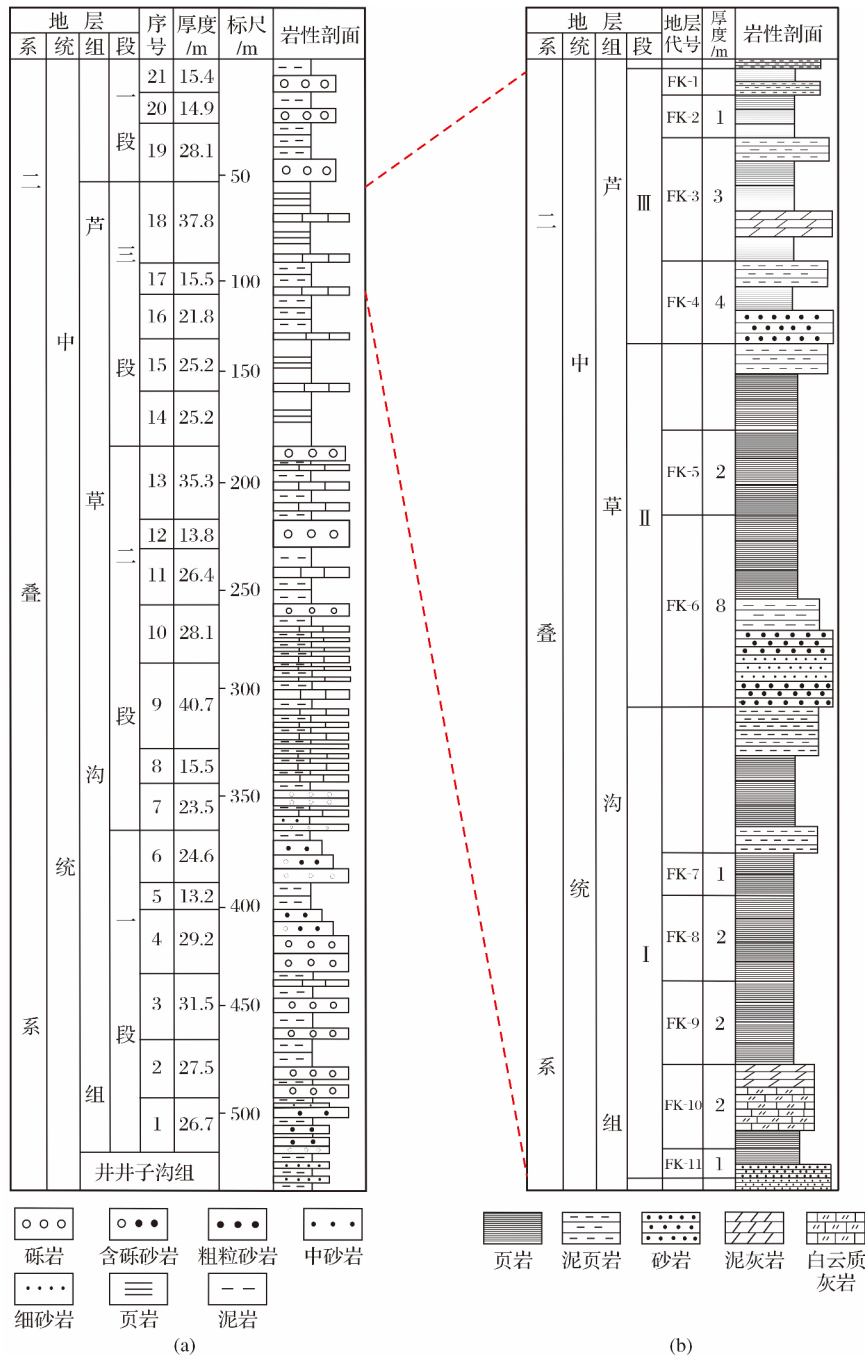 地 层
系 统 组 段
序号
厚度/m
标尺/m
岩性剖面
二叠系
中统
芦草沟组
一段
三段
二段
一段
21 15.4
20 14.9
19 28.1
18 37.8
17 15.5
16 21.8
15 25.2
14 25.2
13 35.3
12 13.8
11 26.4
10 28.1
9 40.7
8 15.5
7 23.5
6 24.6
5 13.2
4 29.2
3 31.5
2 27.5
1 26.7
50
100
150
200
250
300
350
400
450
500
井井子沟组
砾岩 含砾砂岩 粗粒砂岩 中砂岩
细砂岩 页岩 泥岩
(a)
地 层
系 统 组 段
地层代号
厚度/m
岩性剖面
二叠系
中统
芦草沟组
Ⅲ
Ⅱ
Ⅰ
FK-1
FK-2 1
FK-3 3
FK-4 4
FK-5 2
FK-6 8
FK-7 1
FK-8 2
FK-9 2
FK-10 2
FK-11 1
页岩 泥页岩 砂岩 泥灰岩 白云质
灰岩
(b)